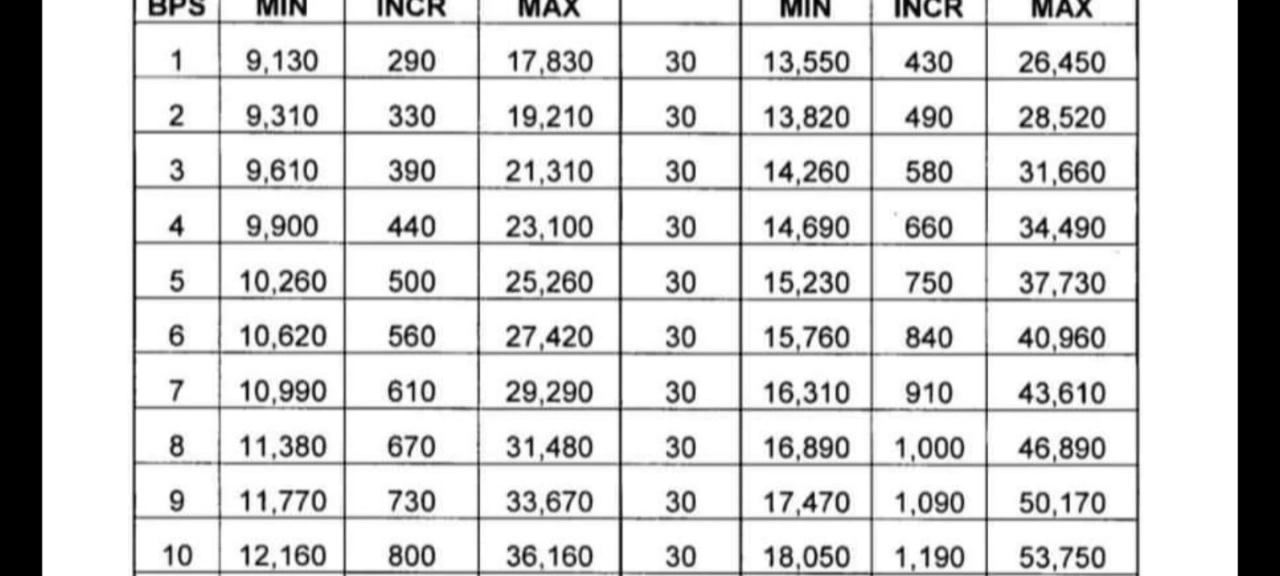 BPS MIN INCR MAX MIN INCR MAX
1 9,130 290 17,830 30 13,550 430 26,450
2 9,310 330 19,210 30 13,820 490 28,520
3 9,610 390 21,310 30 14,260 580 31,660
4 9,900 440 23,100 30 14,690 660 34,490
5 10,260 500 25,260 30 15,230 750 37,730
6 10,620 560 27,420 30 15,760 840 40,960
7 10,990 610 29,290 30 16,310 910 43,610
8 11,380 670 31,480 30 16,890 1,000 46,890
9 11,770 730 33,670 30 17,470 1,090 50,170
10 12,160 800 36,160 30 18,050 1,190 53,750